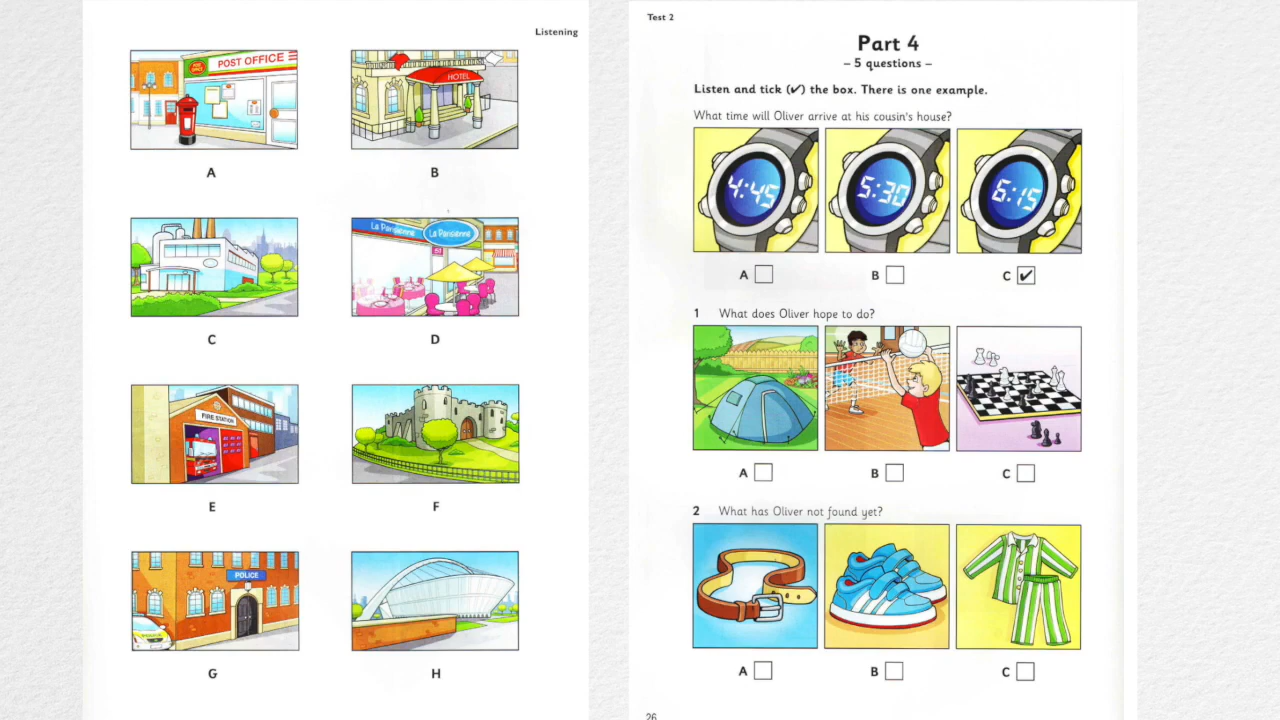 Listening
POST OFFICE
HOTEL
A
B
La Parisienne
La Parisienne
C
D
FIRE STATION
E
F
POLICE
G
H
Test 2
Part 4
– 5 questions –
Listen and tick (✔) the box. There is one example.
What time will Oliver arrive at his cousin's house?
4:45
5:30
6:15
A
B
C ✔
1 What does Oliver hope to do?
A
B
C
2 What has Oliver not found yet?
A
B
C
26